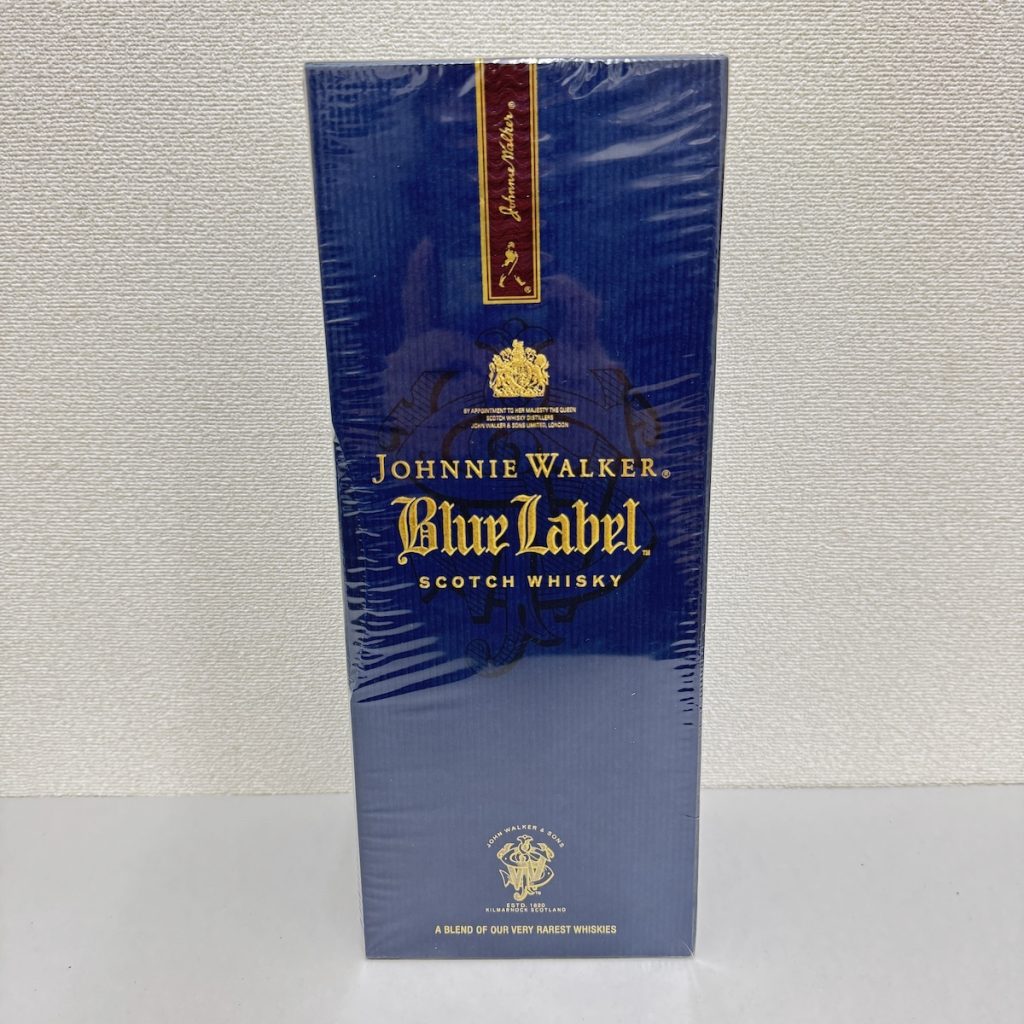 Johnnie Walker ®
®
BY APPOINTMENT TO HER MAJESTY THE QUEEN
SCOTCH WHISKY DISTILLERS
JOHN WALKER & SONS LIMITED, LONDON
JOHNNIE WALKER®
Blue Label™
SCOTCH WHISKY
JOHN WALKER & SONS
ESTD. 1820
KILMARNOCK SCOTLAND
A BLEND OF OUR VERY RAREST WHISKIES